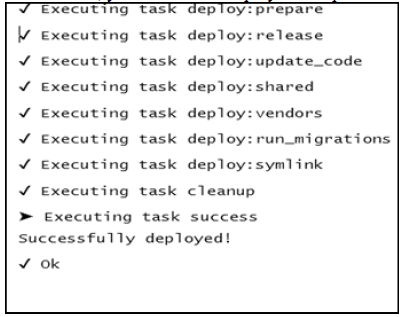 ✓ Executing task deploy:prepare
✓ Executing task deploy:release
✓ Executing task deploy:update_code
✓ Executing task deploy:shared
✓ Executing task deploy:vendors
✓ Executing task deploy:run_migrations
✓ Executing task deploy:symlink
✓ Executing task cleanup
➤ Executing task success
Successfully deployed!
✓ Ok